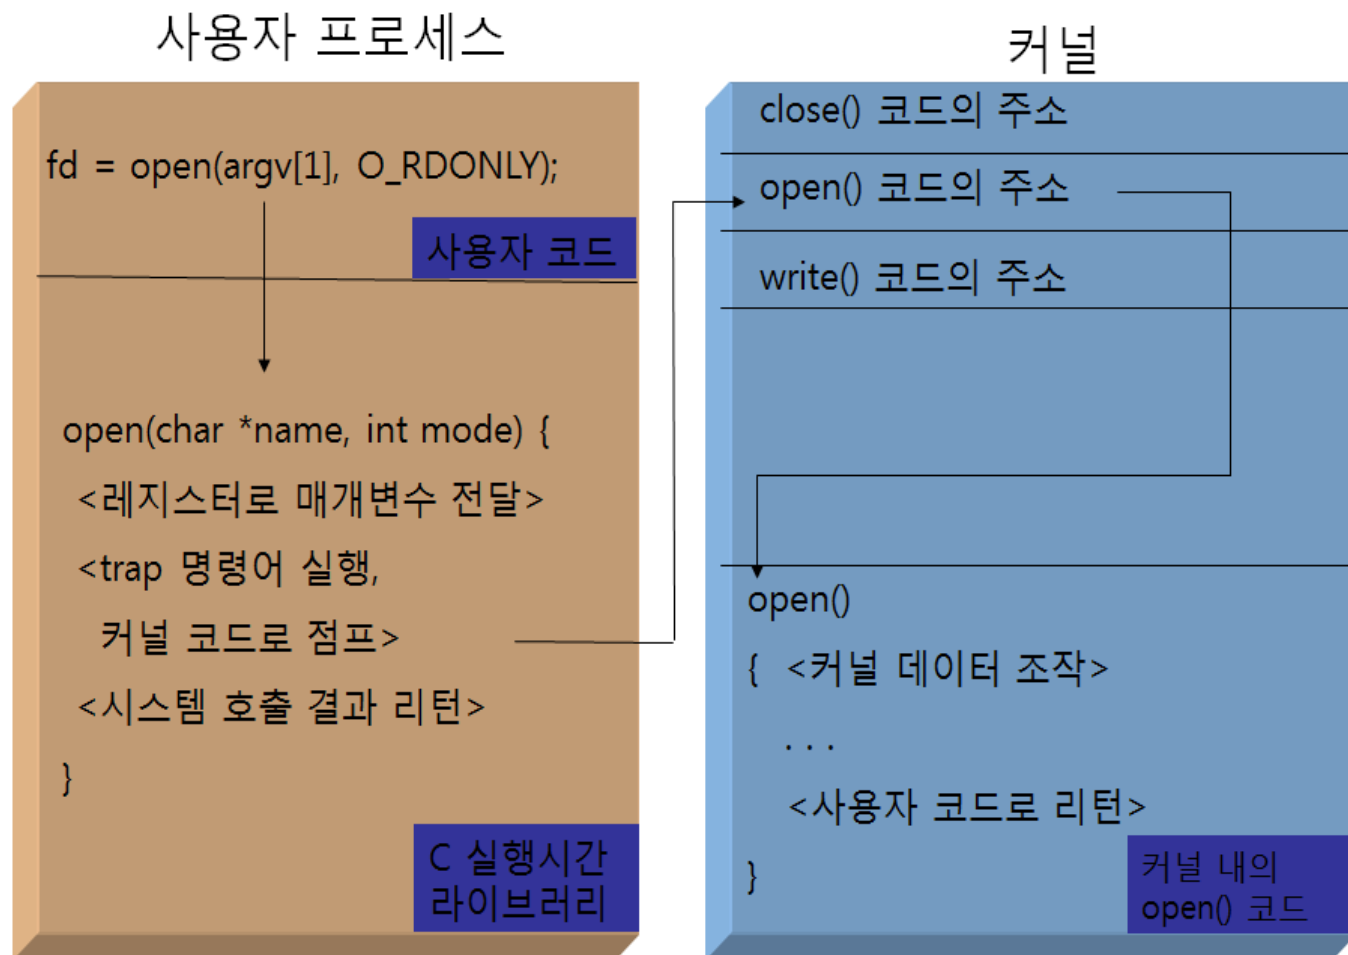 사용자 프로세스
fd = open(argv[1], O_RDONLY);
사용자 코드
open(char *name, int mode) {
<레지스터로 매개변수 전달>
<trap 명령어 실행,
커널 코드로 점프>
<시스템 호출 결과 리턴>
}
C 실행시간
라이브러리
커널
close() 코드의 주소
open() 코드의 주소
write() 코드의 주소
open()
{ <커널 데이터 조작>
. . .
<사용자 코드로 리턴>
}
커널 내의
open() 코드